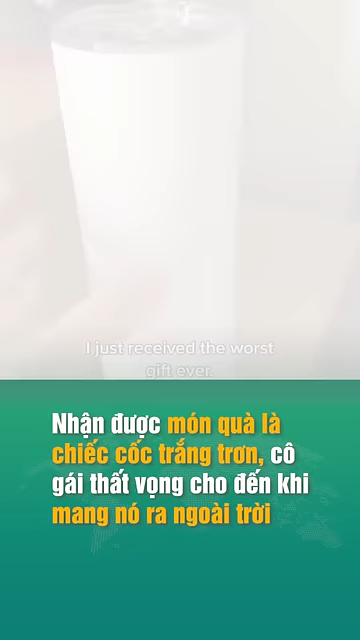 I just received the worst
gift ever.
Nhận được món quà là
chiếc cốc trắng trơn, cô
gái thất vọng cho đến khi
mang nó ra ngoài trời